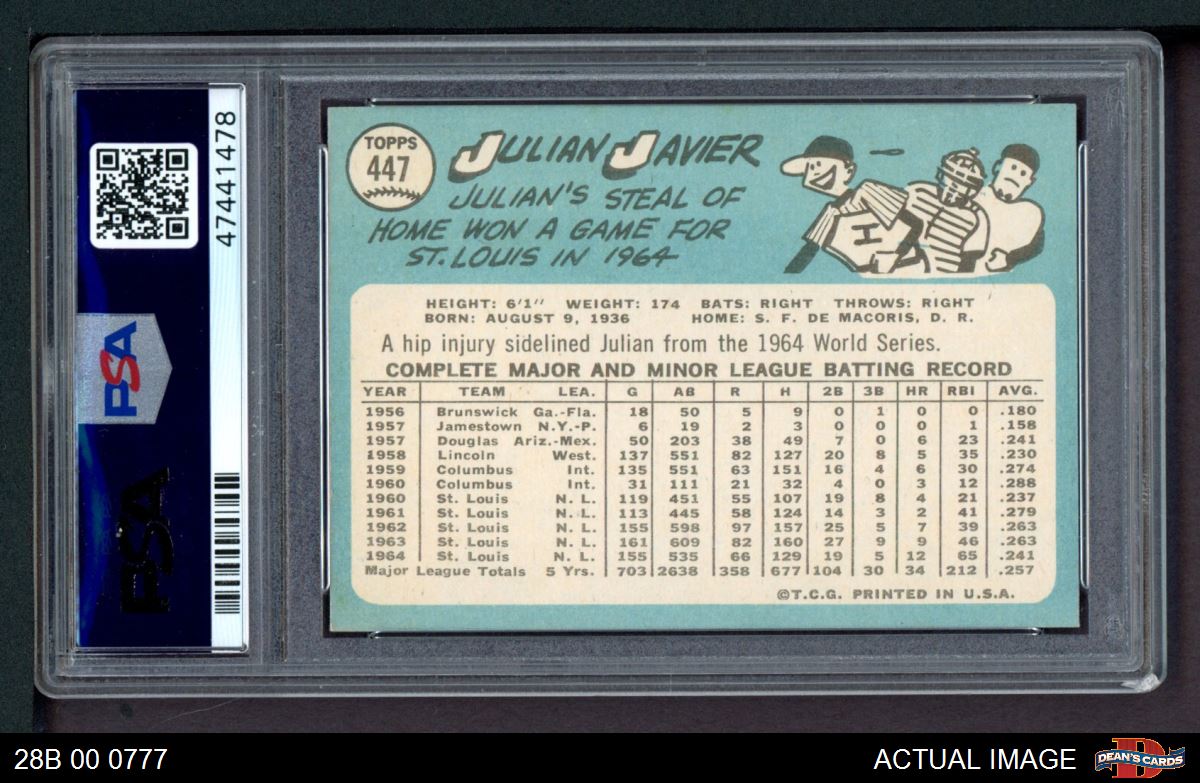 PSA
47441478
PSA
TOPPS
447
JULIAN JAVIER
JULIAN'S STEAL OF
HOME WON A GAME FOR
ST. LOUIS IN 1964
H
HEIGHT: 6'1" WEIGHT: 174 BATS: RIGHT THROWS: RIGHT
BORN: AUGUST 9, 1936 HOME: S. F. DE MACORIS, D. R.
A hip injury sidelined Julian from the 1964 World Series.
COMPLETE MAJOR AND MINOR LEAGUE BATTING RECORD
YEAR TEAM LEA. G AB R H 2B 3B HR RBI AVG.
1956 Brunswick Ga.-Fla. 18 50 5 9 0 1 0 0 .180
1957 Jamestown N.Y.-P. 6 19 2 3 0 0 0 1 .158
1957 Douglas Ariz.-Mex. 50 203 38 49 7 0 6 23 .241
1958 Lincoln West. 137 551 82 127 20 8 5 35 .230
1959 Columbus Int. 135 551 63 151 16 4 6 30 .274
1960 Columbus Int. 31 111 21 32 4 0 3 12 .288
1960 St. Louis N. L. 119 451 55 107 19 8 4 21 .237
1961 St. Louis N. L. 113 445 58 124 14 3 2 41 .279
1962 St. Louis N. L. 155 598 97 157 25 5 7 39 .263
1963 St. Louis N. L. 161 609 82 160 27 9 9 46 .263
1964 St. Louis N. L. 155 535 66 129 19 5 12 65 .241
Major League Totals 5 Yrs. 703 2638 358 677 104 30 34 212 .257
©T.C.G. PRINTED IN U.S.A.
28B 00 0777
ACTUAL IMAGE
D
DEAN'S CARDS